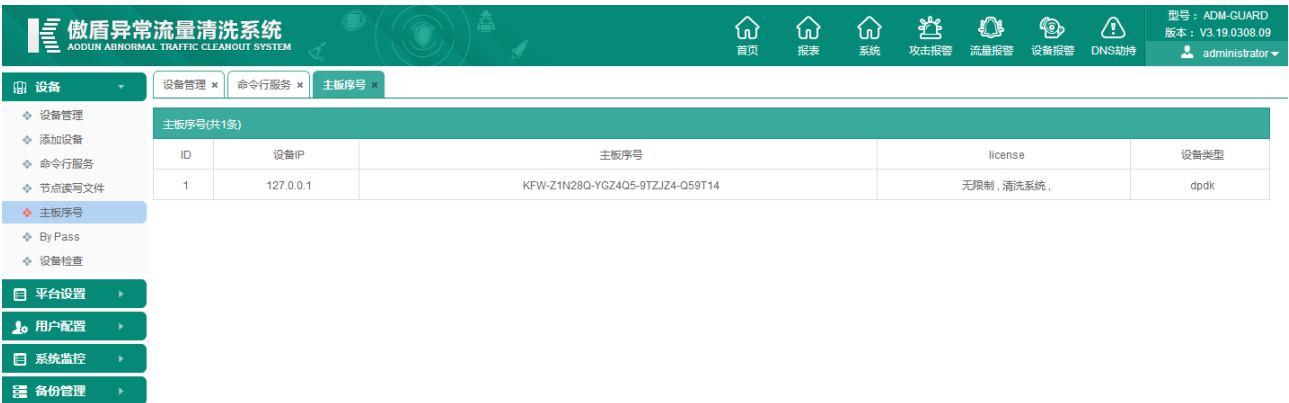 傲盾异常流量清洗系统
AODUN ABNORMAL TRAFFIC CLEANOUT SYSTEM
首页
报表
系统
攻击报警
流量报警
设备报警
DNS劫持
型号： ADM-GUARD
版本： V3.19.0308.09
administrator
设备
设备管理
添加设备
命令行服务
节点读写文件
主板序号
By Pass
设备检查
平台设置
用户配置
系统监控
备份管理
设备管理 ×
命令行服务 ×
主板序号 ×
主板序号(共1条)
ID 设备IP 主板序号 license 设备类型
1 127.0.0.1 KFW-Z1N28Q-YGZ4Q5-9TZJZ4-Q59T14 无限制 , 清洗系统 , dpdk